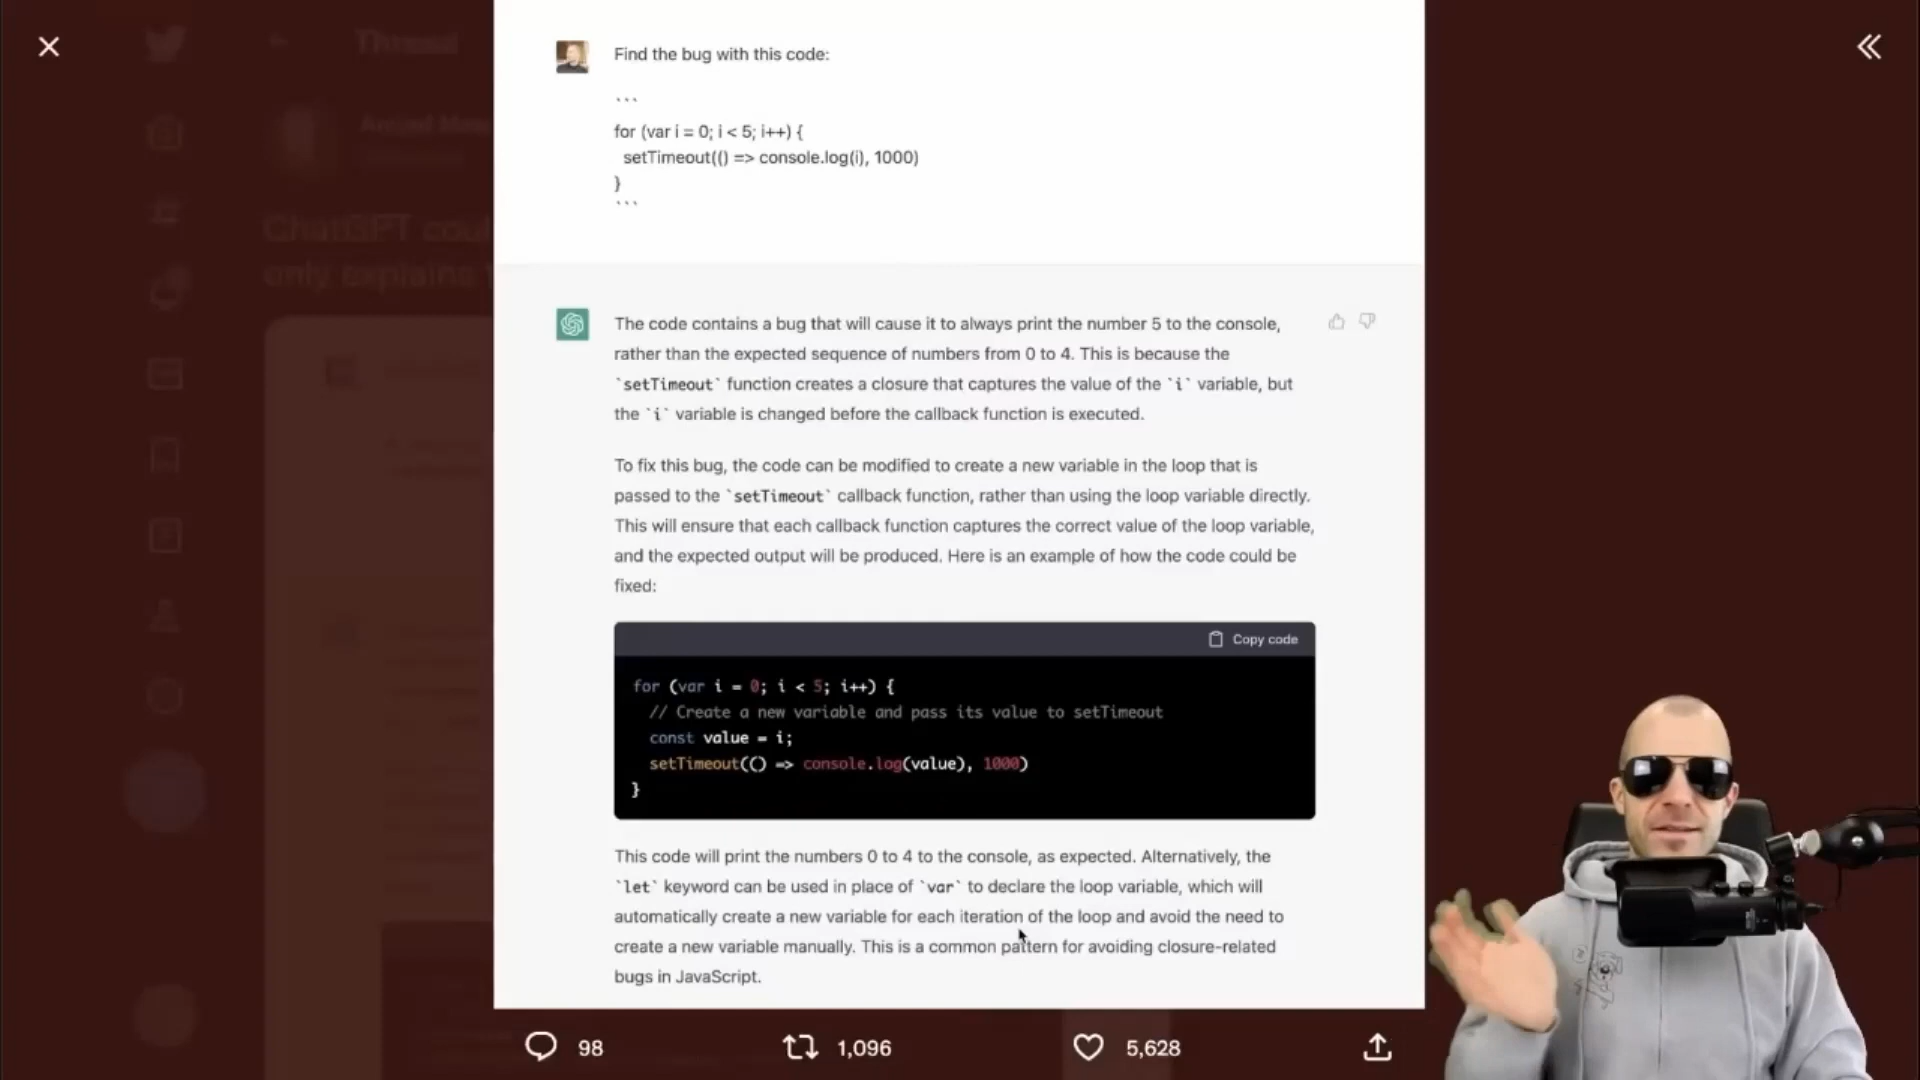 Thread
ChatGPT coul
only explains
Find the bug with this code:
```
for (var i = 0; i < 5; i++) {
setTimeout(() => console.log(i), 1000)
}
```
The code contains a bug that will cause it to always print the number 5 to the console,
rather than the expected sequence of numbers from 0 to 4. This is because the
`setTimeout` function creates a closure that captures the value of the `i` variable, but
the `i` variable is changed before the callback function is executed.
To fix this bug, the code can be modified to create a new variable in the loop that is
passed to the `setTimeout` callback function, rather than using the loop variable directly.
This will ensure that each callback function captures the correct value of the loop variable,
and the expected output will be produced. Here is an example of how the code could be
fixed:
Copy code
for (var i = 0; i < 5; i++) {
// Create a new variable and pass its value to setTimeout
const value = i;
setTimeout(() => console.log(value), 1000)
}
This code will print the numbers 0 to 4 to the console, as expected. Alternatively, the
`let` keyword can be used in place of `var` to declare the loop variable, which will
automatically create a new variable for each iteration of the loop and avoid the need to
create a new variable manually. This is a common pattern for avoiding closure-related
bugs in JavaScript.
98
1,096
5,628